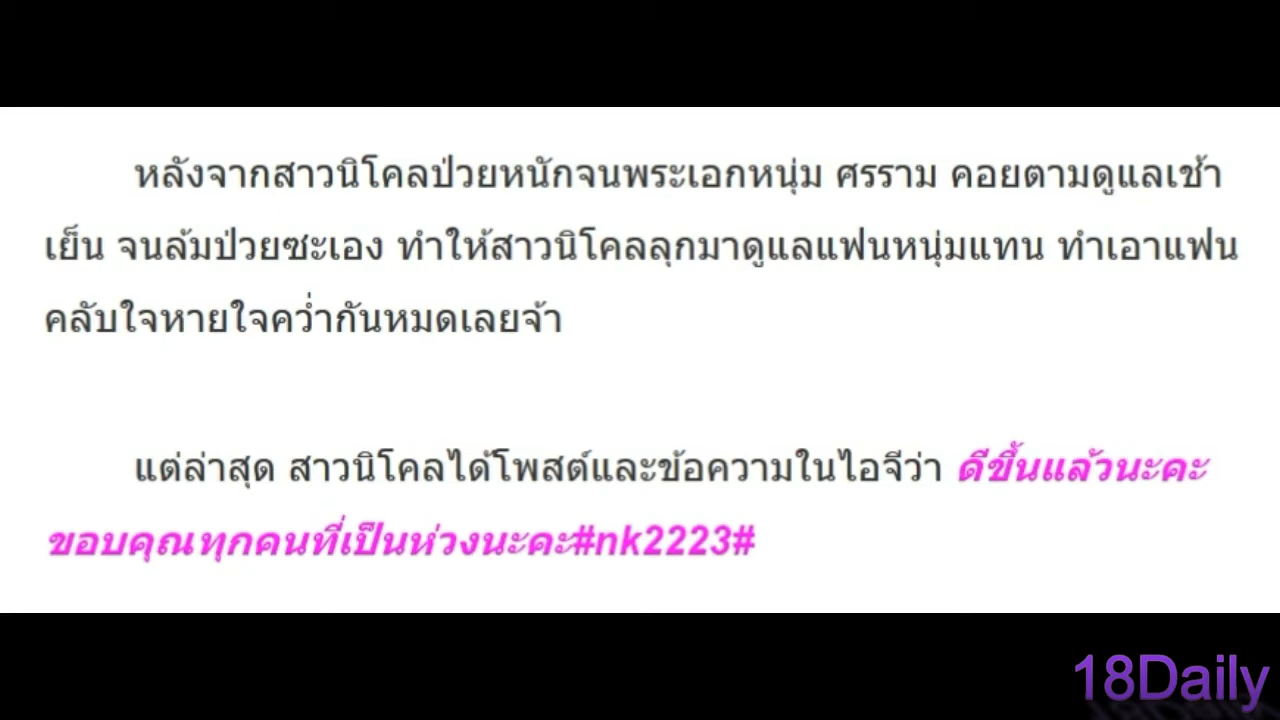 หลังจากสาวนิโคลป่วยหนักจนพระเอกหนุ่ม ศรราม คอยตามดูแลเช้า
เย็น จนล้มป่วยซะเอง ทำให้สาวนิโคลลุกมาดูแลแฟนหนุ่มแทน ทำเอาแฟน
คลับใจหายใจคว่ำกันหมดเลยจ้า
แต่ล่าสุด สาวนิโคลได้โพสต์และข้อความในไอจีว่า ดีขึ้นแล้วนะคะ
ขอบคุณทุกคนที่เป็นห่วงนะคะ#nk2223#
18Daily